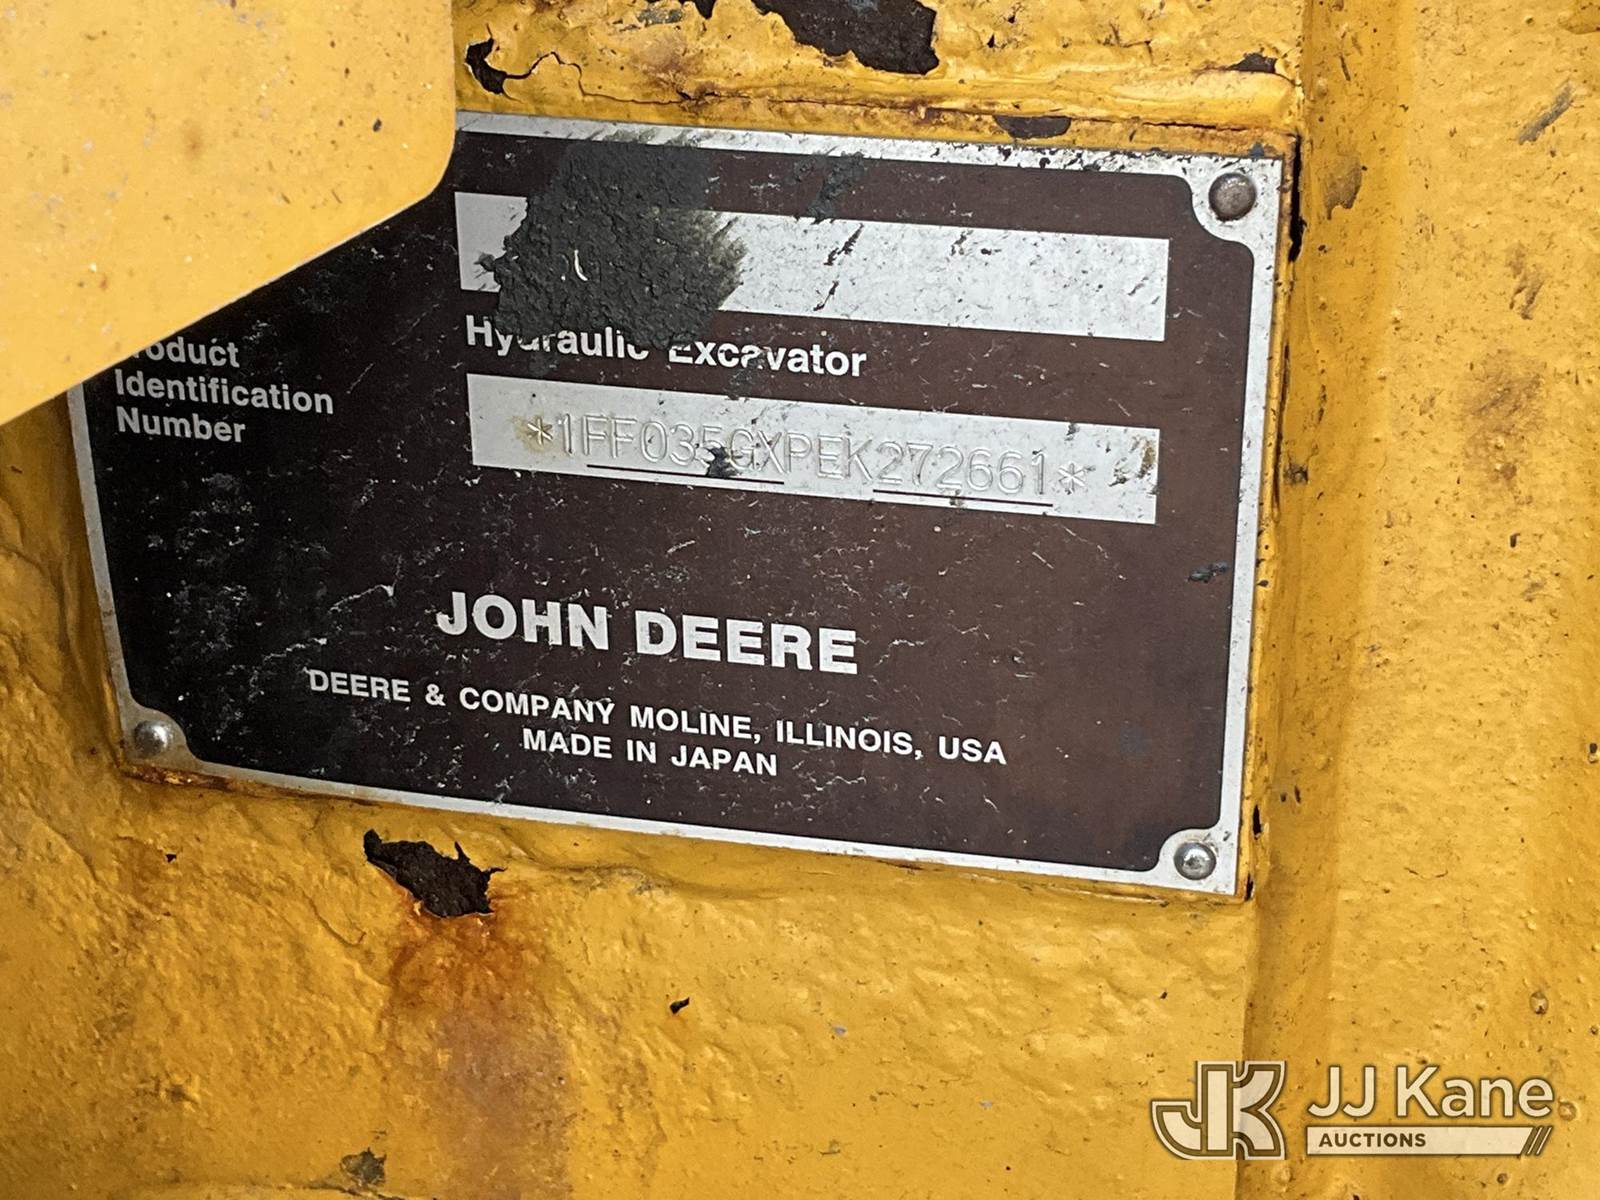 Hydraulic Excavator
Product
Identification
Number
*1FF035GXPEK272661*
JOHN DEERE
DEERE & COMPANY MOLINE, ILLINOIS, USA
MADE IN JAPAN
JK
JJ Kane
AUCTIONS